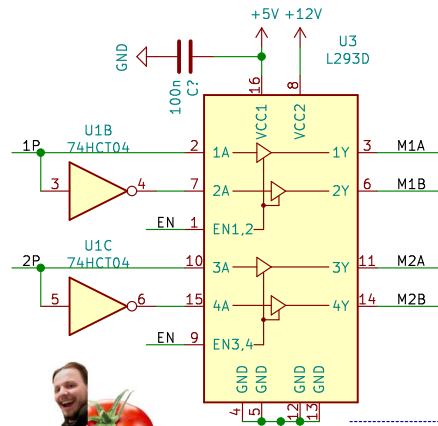 +5V +12V
GND
100n
C?
U3
L293D
16
8
VCC1
VCC2
1P
U1B
74HCT04
2
1A
1Y
3
M1A
3
4
7
2A
2Y
6
M1B
EN
1
EN1,2
2P
U1C
74HCT04
10
3A
3Y
11
M2A
5
6
15
4A
4Y
14
M2B
EN
9
EN3,4
GND
GND
GND
GND
4
5
12
13